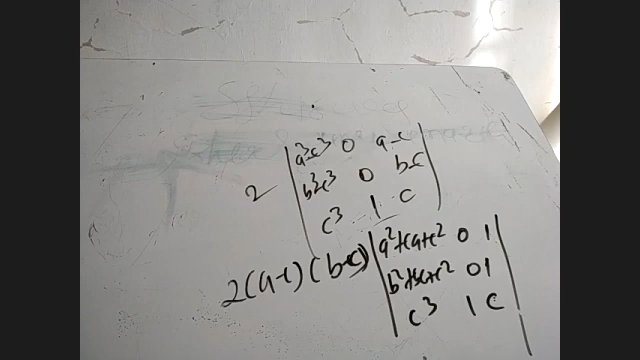 2 | a³-c³ 0 a-c |
| b³-c³ 0 b-c |
| c³ 1 c |
2(a-c)(b-c) | a²+ca+c² 0 1 |
| b²+bc+c² 0 1 |
| c³ 1 c |